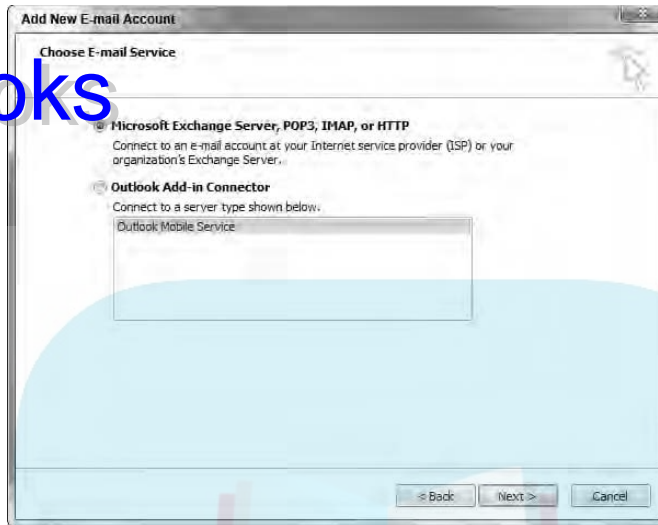 Add New E-mail Account
Choose E-mail Service
oks
Microsoft Exchange Server, POP3, IMAP, or HTTP
Connect to an e-mail account at your Internet service provider (ISP) or your
organization's Exchange Server.
Outlook Add-in Connector
Connect to a server type shown below.
Outlook Mobile Service
< Back
Next >
Cancel